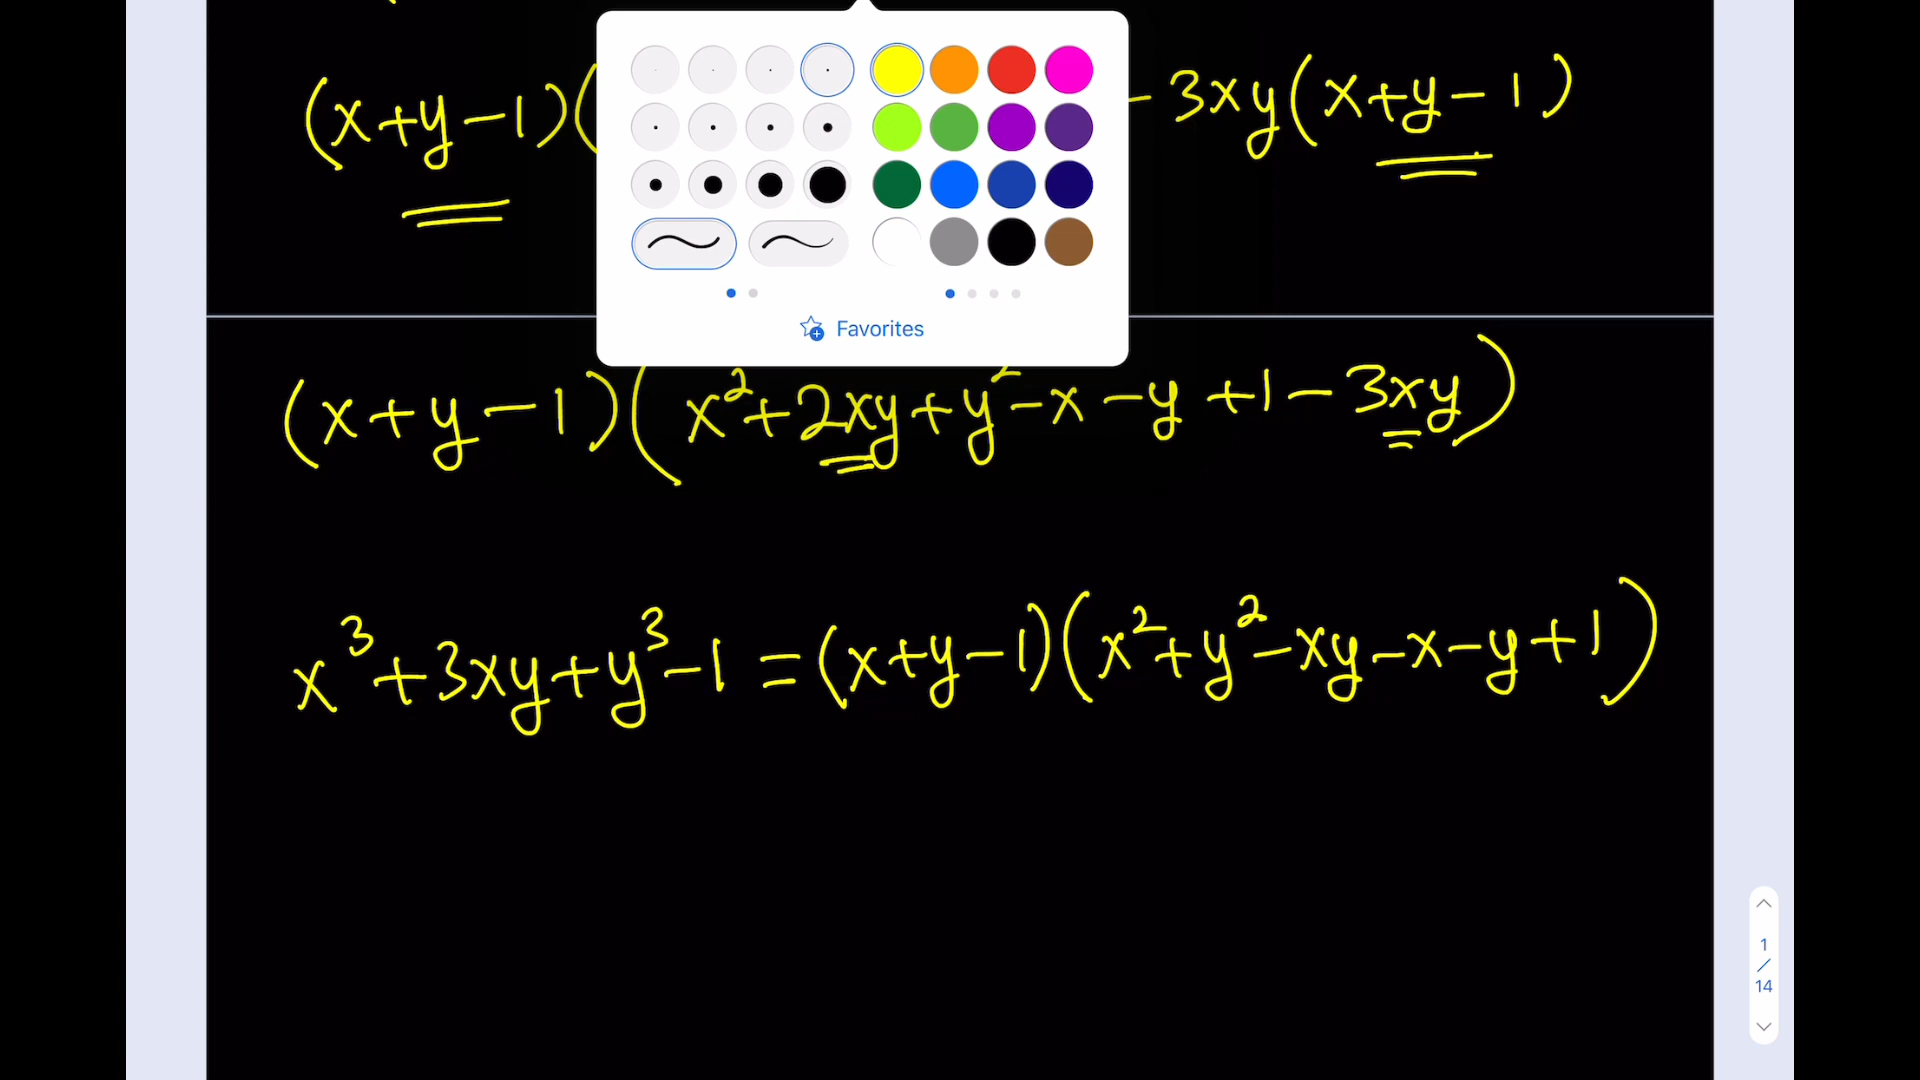 (x+y-1)( - 3xy(x+y-1)
Favorites
(x+y-1)(x²+2xy+y²-x-y+1-3xy)
x³+3xy+y³-1=(x+y-1)(x²+y²-xy-x-y+1)
1
/
14